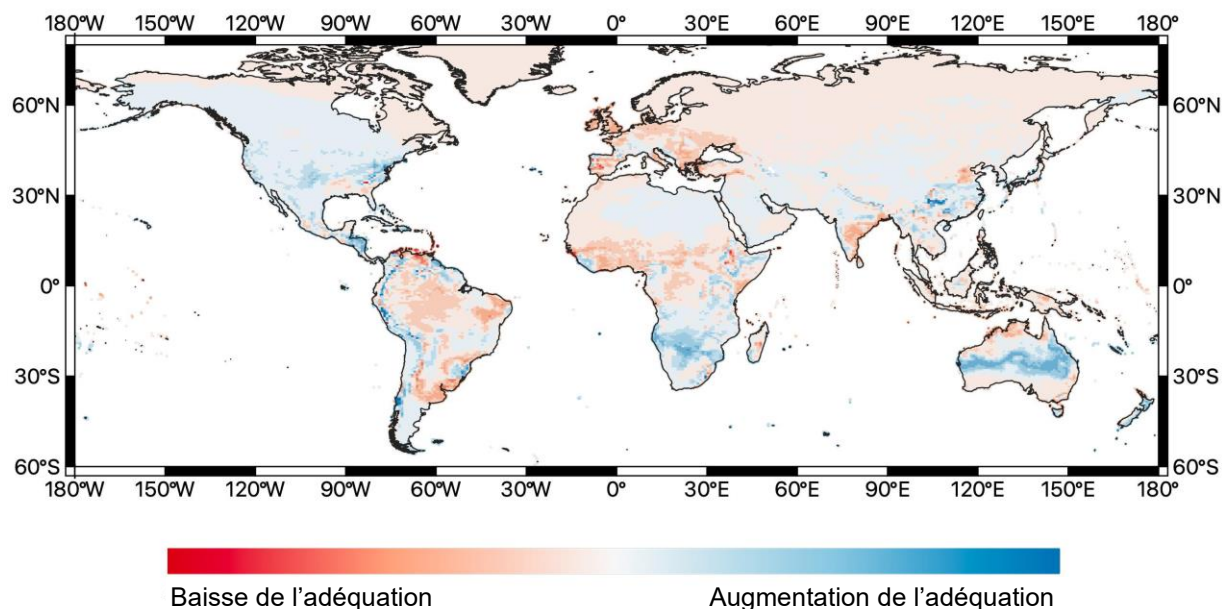 180°W 150°W 120°W 90°W 60°W 30°W 0° 30°E 60°E 90°E 120°E 150°E 180°
60°N 60°N
30°N 30°N
0° 0°
30°S 30°S
60°S 60°S
180°W 150°W 120°W 90°W 60°W 30°W 0° 30°E 60°E 90°E 120°E 150°E 180°
Baisse de l’adéquation Augmentation de l’adéquation